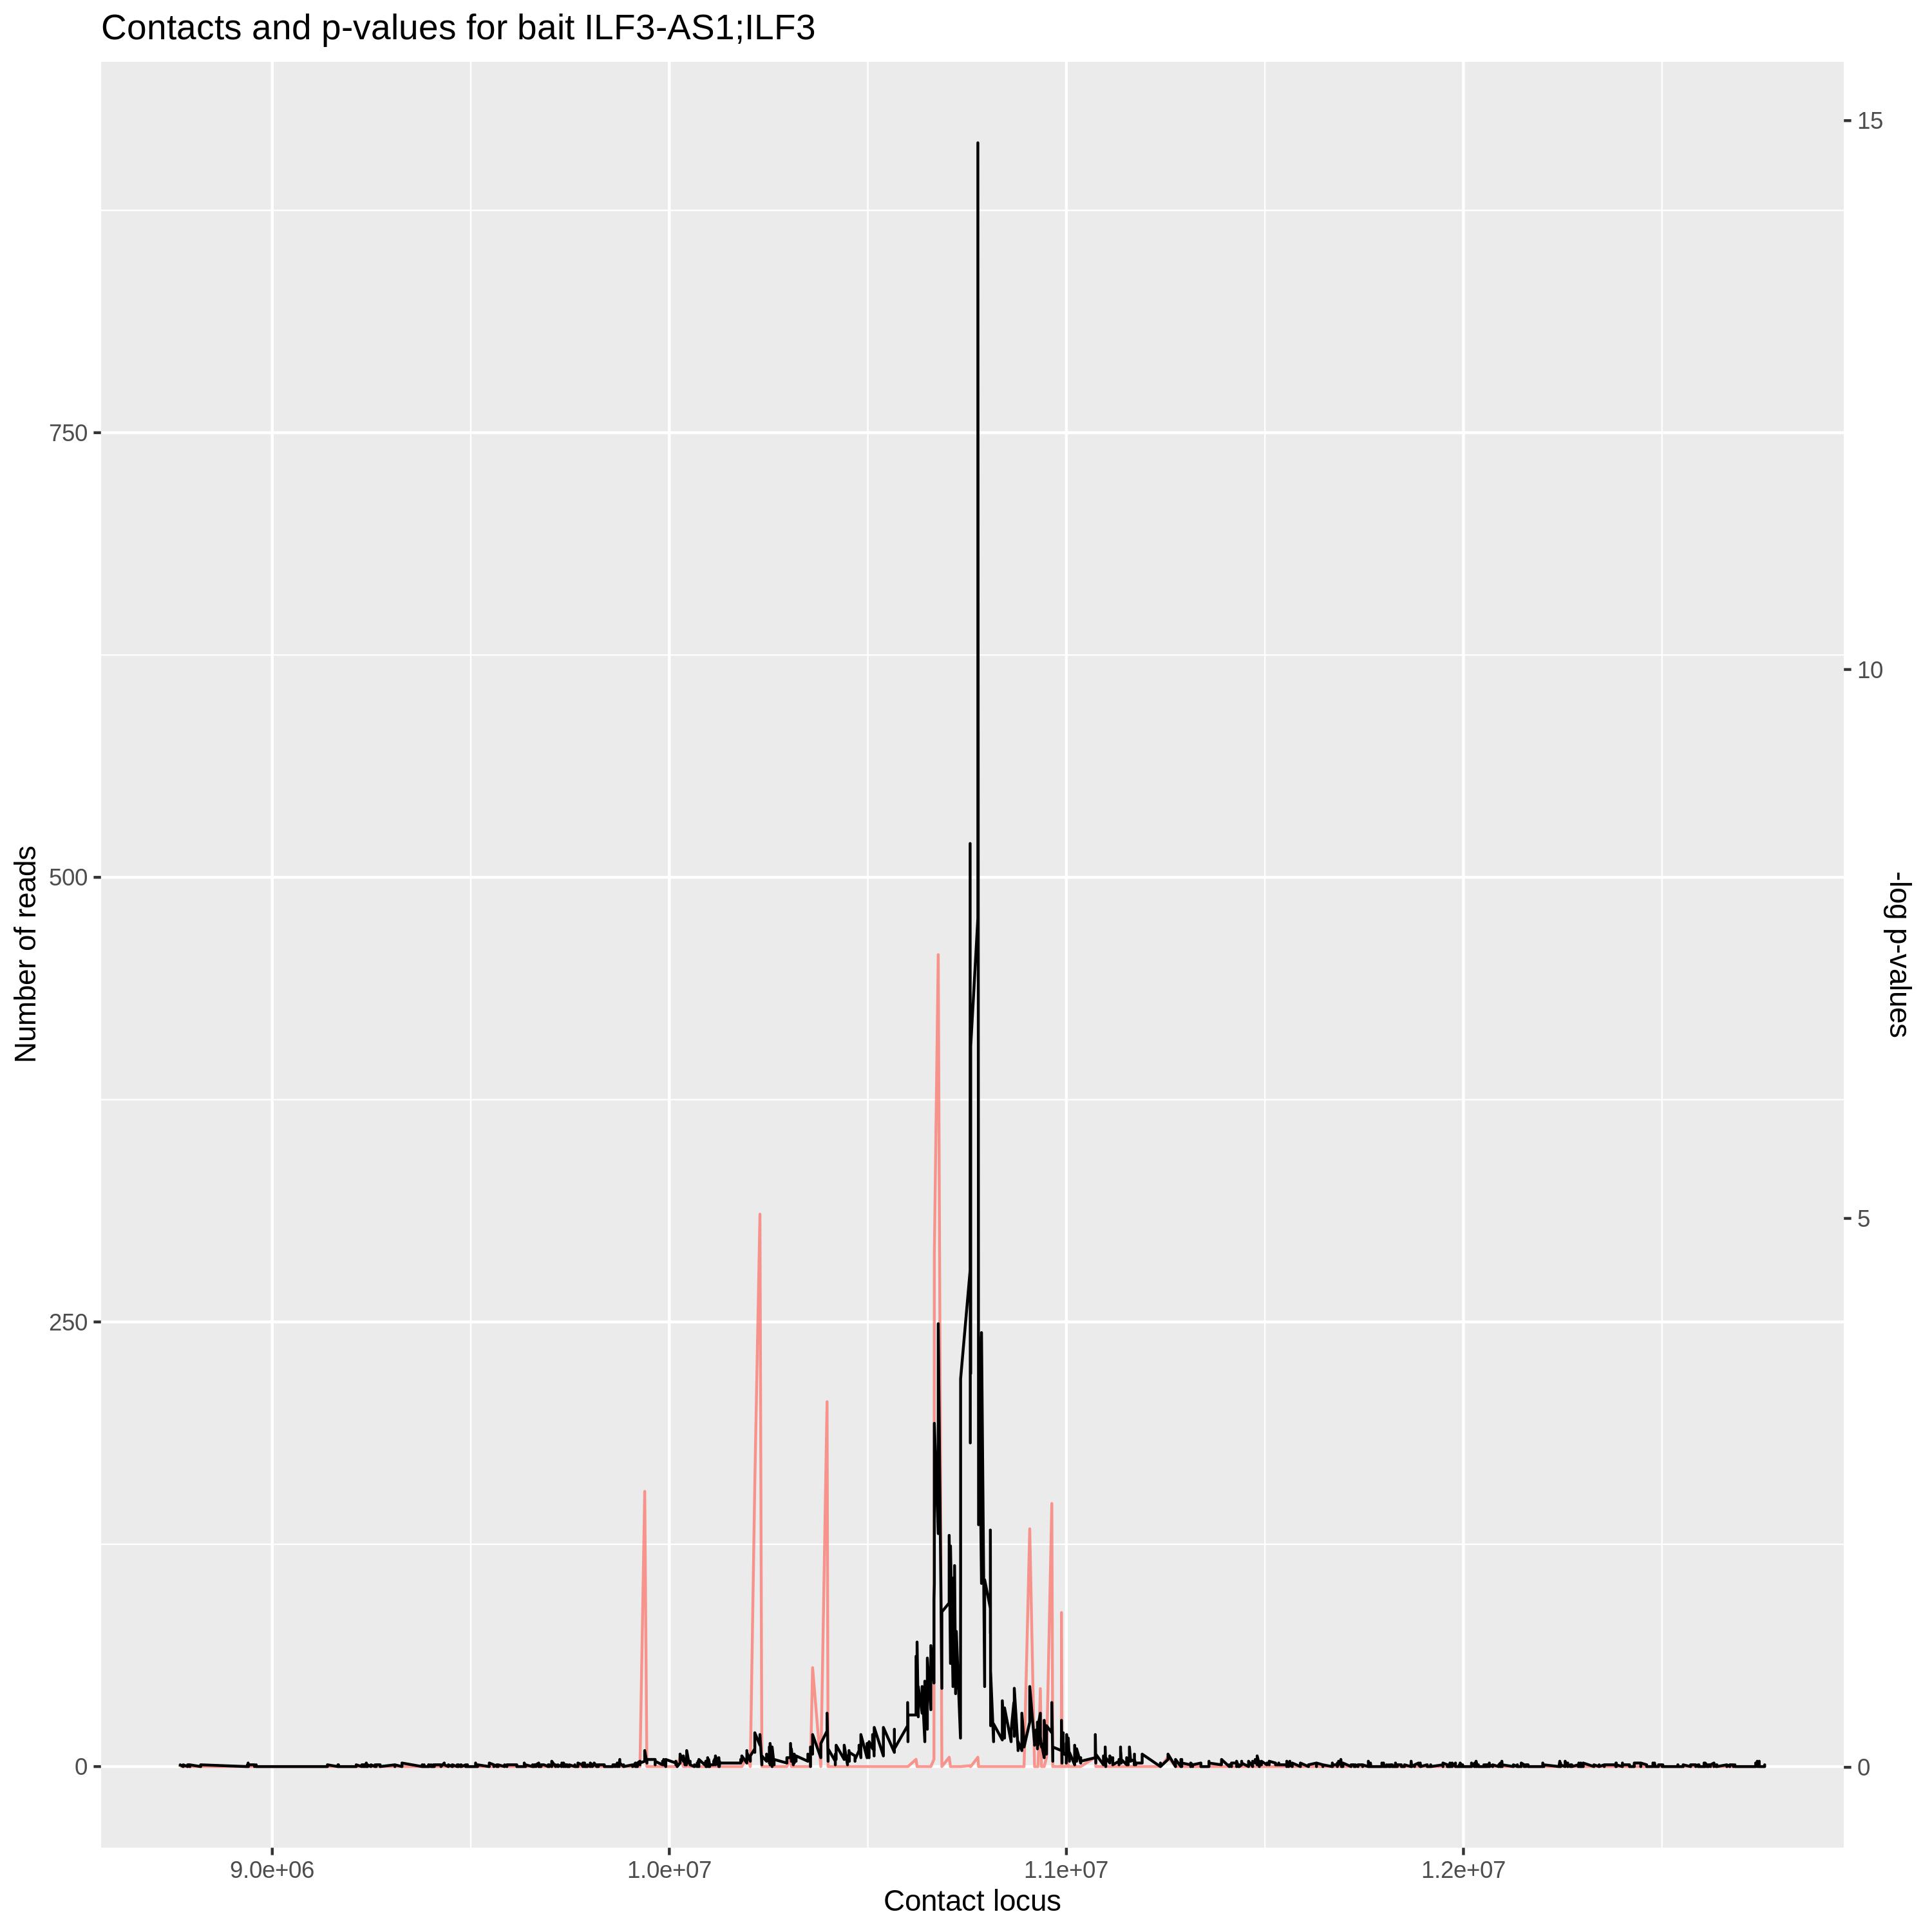 Contacts and p-values for bait ILF3-AS1;ILF3
15
750
10
500
Number of reads
-log p-values
5
250
0
0
9.0e+06
1.0e+07
1.1e+07
1.2e+07
Contact locus